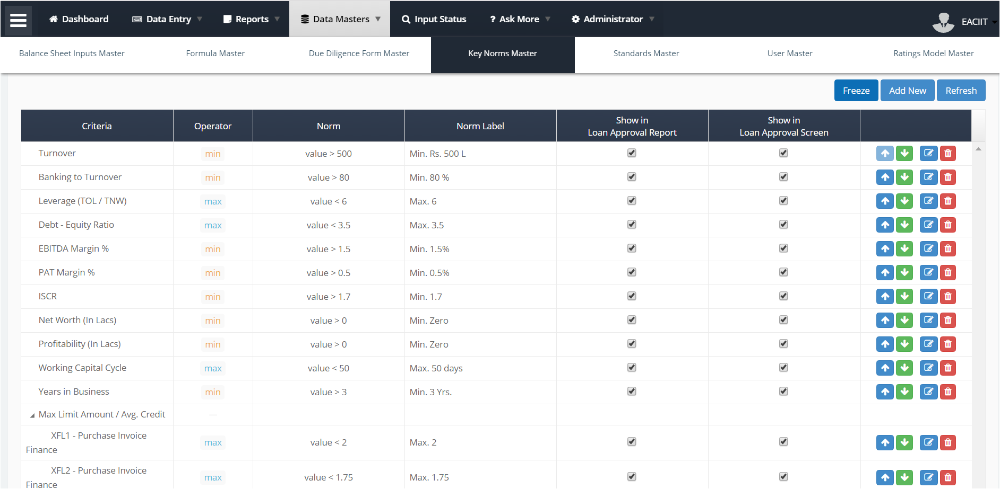 Dashboard Data Entry Reports Data Masters Input Status ? Ask More Administrator EACIIT
Balance Sheet Inputs Master Formula Master Due Diligence Form Master Key Norms Master Standards Master User Master Ratings Model Master
Freeze Add New Refresh
Criteria Operator Norm Norm Label Show in Loan Approval Report Show in Loan Approval Screen
Turnover min value > 500 Min. Rs. 500 L
Banking to Turnover min value > 80 Min. 80 %
Leverage (TOL / TNW) max value < 6 Max. 6
Debt - Equity Ratio max value < 3.5 Max. 3.5
EBITDA Margin % min value > 1.5 Min. 1.5%
PAT Margin % min value > 0.5 Min. 0.5%
ISCR min value > 1.7 Min. 1.7
Net Worth (In Lacs) min value > 0 Min. Zero
Profitability (In Lacs) min value > 0 Min. Zero
Working Capital Cycle max value < 50 Max. 50 days
Years in Business min value > 3 Min. 3 Yrs.
Max Limit Amount / Avg. Credit
XFL1 - Purchase Invoice
Finance max value < 2 Max. 2
XFL2 - Purchase Invoice
Finance max value < 1.75 Max. 1.75